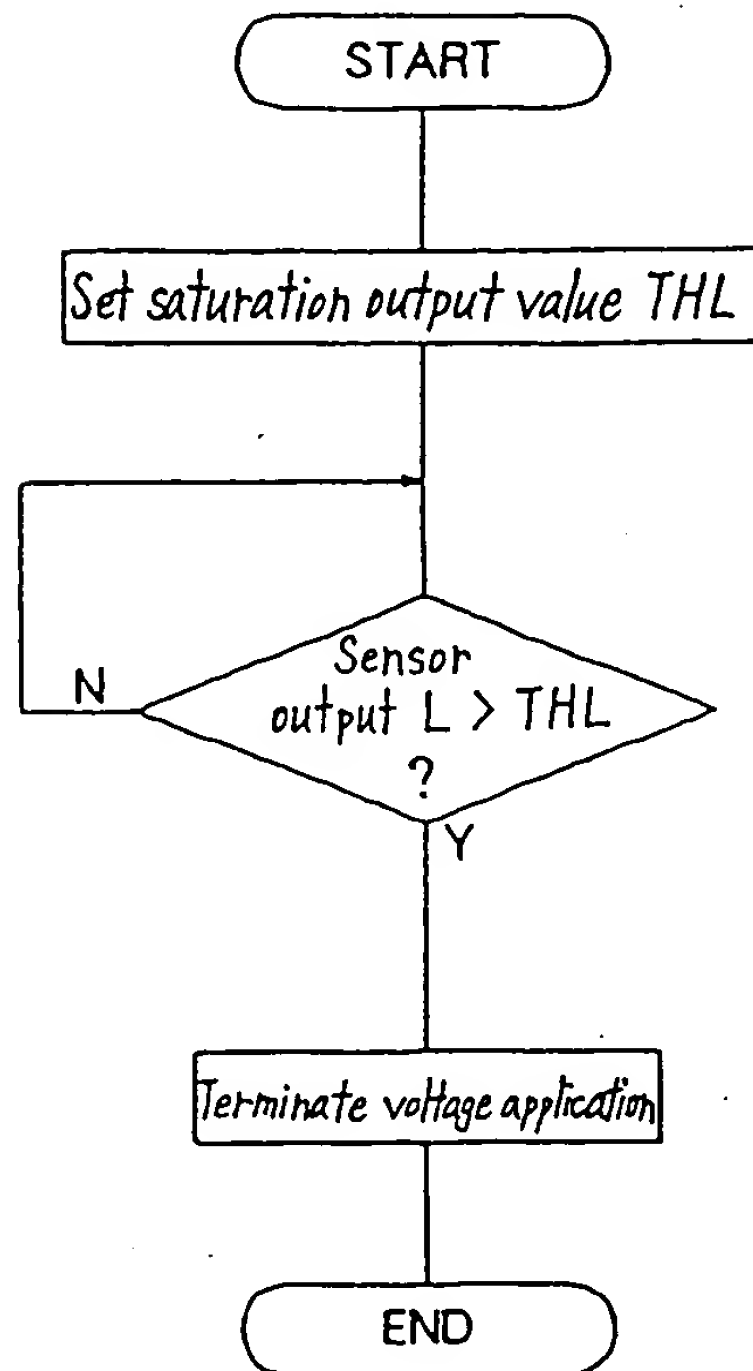 START
Set saturation output value THL
Sensor
output L > THL
?
N
Y
Terminate voltage application
END